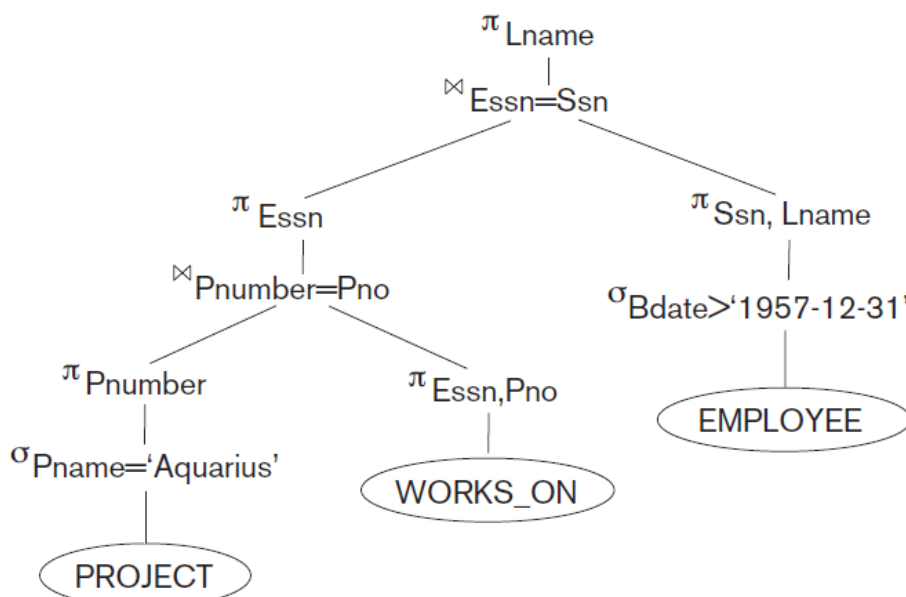 π Lname
⋈ Essn=Ssn
π Essn
π Ssn, Lname
⋈ Pnumber=Pno
σ Bdate>‘1957-12-31’
π Pnumber
π Essn,Pno
EMPLOYEE
σ Pname=‘Aquarius’
WORKS_ON
PROJECT